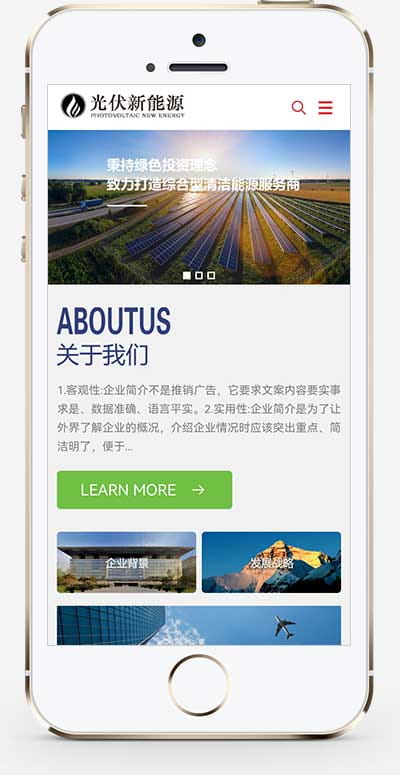 光伏新能源
PHOTOVOLTAIC NEW ENERGY
秉持绿色投资理念
致力打造综合型清洁能源服务商
ABOUTUS
关于我们
1.客观性:企业简介不是推销广告，它要求文案内容要实事
求是、数据准确、语言平实。2.实用性:企业简介是为了让
外界了解企业的概况，介绍企业情况时应该突出重点、简
洁明了，便于...
LEARN MORE →
企业背景
发展战略